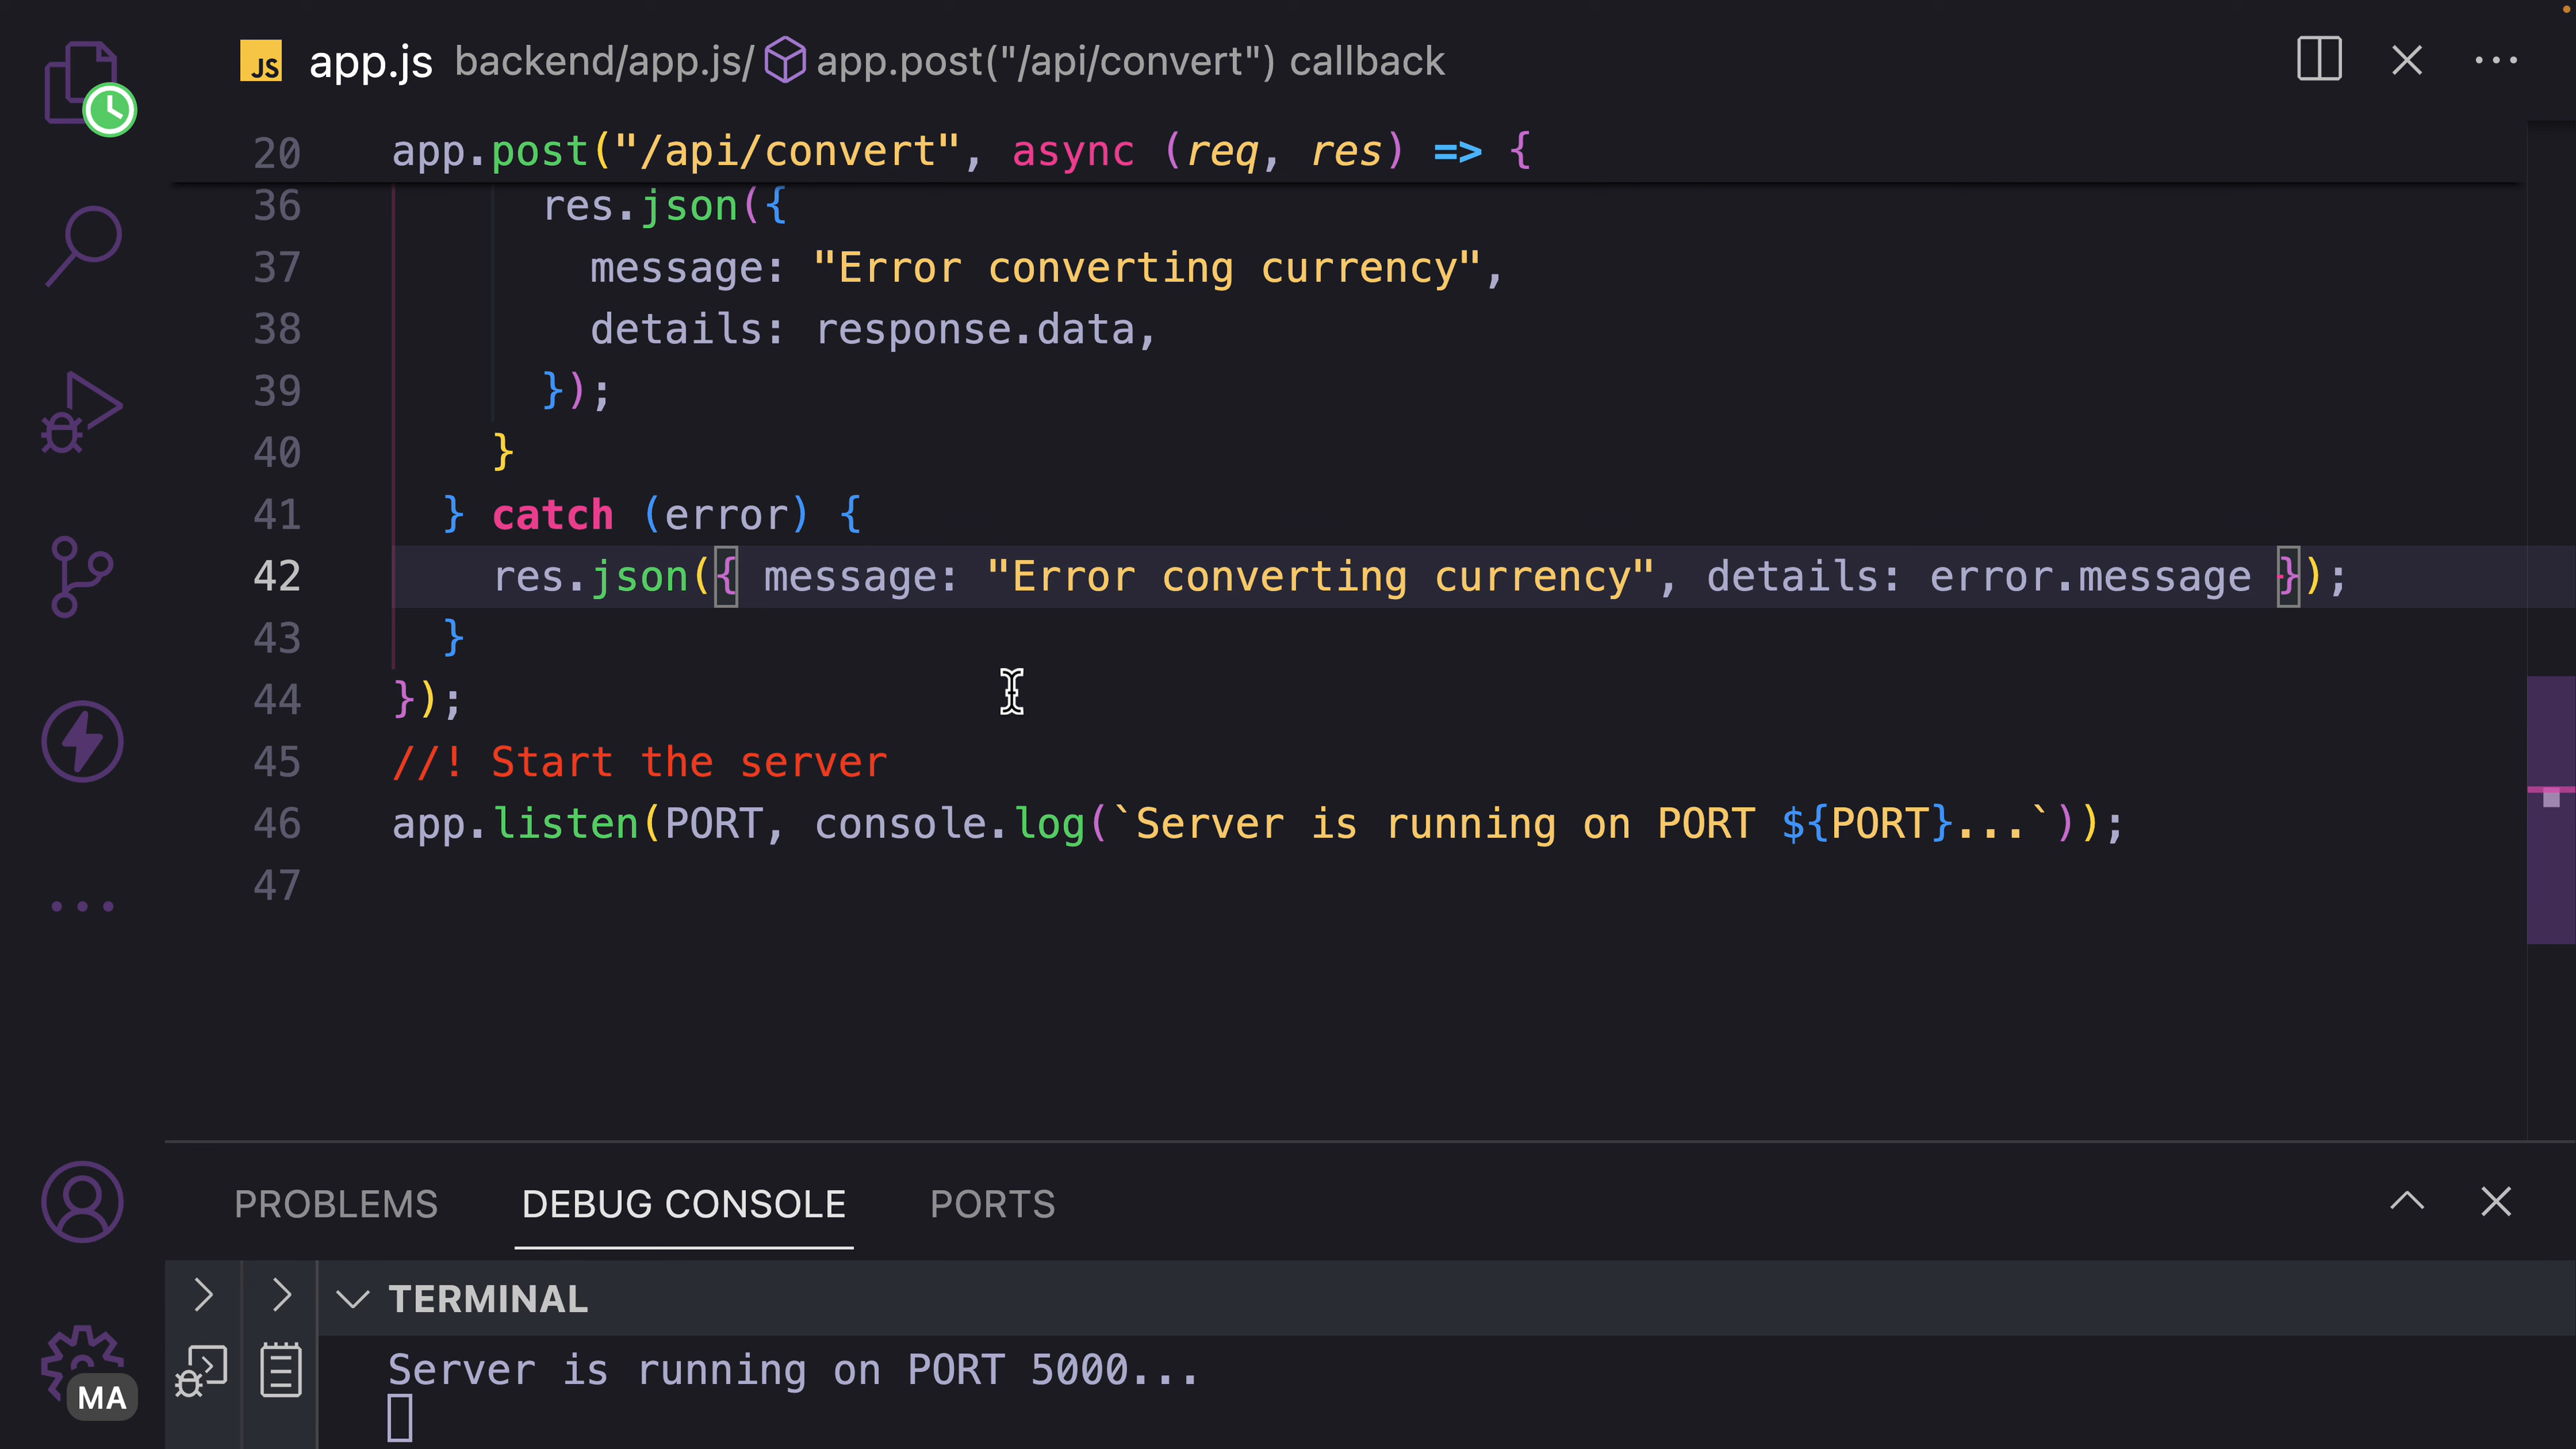 JS app.js backend/app.js/ app.post("/api/convert") callback
20 app.post("/api/convert", async (req, res) => {
36 res.json({
37 message: "Error converting currency",
38 details: response.data,
39 });
40 }
41 } catch (error) {
42 res.json({ message: "Error converting currency", details: error.message });
43 }
44 });
45 //! Start the server
46 app.listen(PORT, console.log(`Server is running on PORT ${PORT}...`));
47
PROBLEMS DEBUG CONSOLE PORTS
TERMINAL
Server is running on PORT 5000...
MA